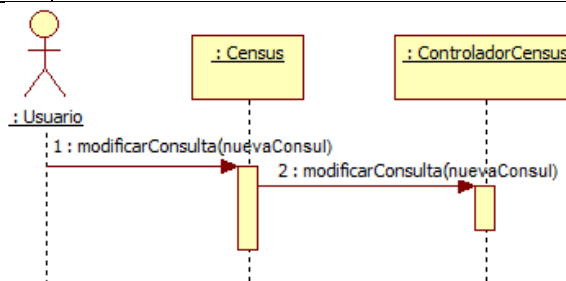 : Census
: ControladorCensus
: Usuario
1 : modificarConsulta(nuevaConsul)
2 : modificarConsulta(nuevaConsul)